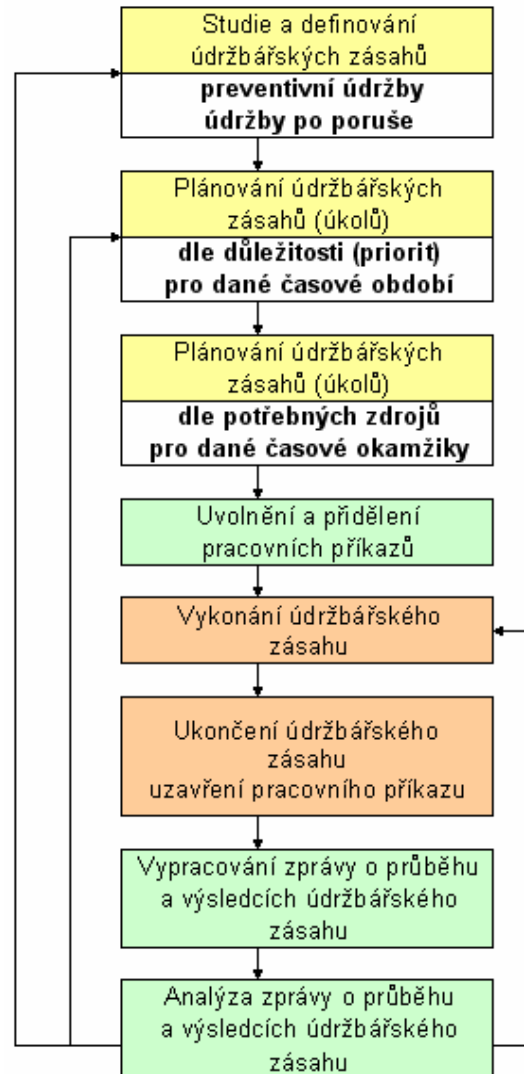 Studie a definování
údržbářských zásahů
preventivní údržby
údržby po poruše
Plánování údržbářských
zásahů (úkolů)
dle důležitosti (priorit)
pro dané časové období
Plánování údržbářských
zásahů (úkolů)
dle potřebných zdrojů
pro dané časové okamžiky
Uvolnění a přidělení
pracovních příkazů
Vykonání údržbářského
zásahu
Ukončení údržbářského
zásahu
uzavření pracovního příkazu
Vypracování zprávy o průběhu
a výsledcích údržbářského
zásahu
Analýza zprávy o průběhu
a výsledcích údržbářského
zásahu